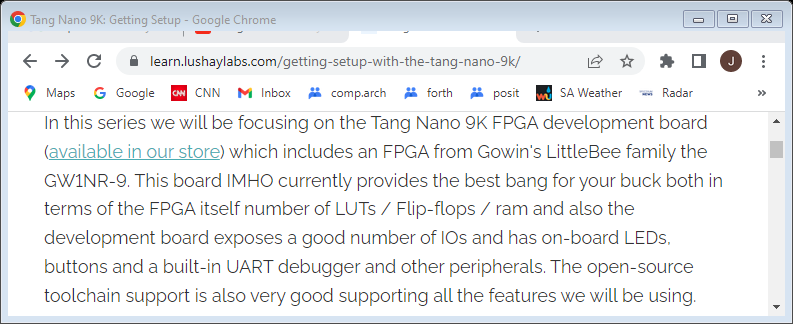 Tang Nano 9K: Getting Setup - Google Chrome
learn.lushaylabs.com/getting-setup-with-the-tang-nano-9k/
J
Maps Google CNN Inbox comp.arch forth posit SA Weather Radar »
In this series we will be focusing on the Tang Nano 9K FPGA development board
(available in our store) which includes an FPGA from Gowin's LittleBee family the
GW1NR-9. This board IMHO currently provides the best bang for your buck both in
terms of the FPGA itself number of LUTs / Flip-flops / ram and also the
development board exposes a good number of IOs and has on-board LEDs,
buttons and a built-in UART debugger and other peripherals. The open-source
toolchain support is also very good supporting all the features we will be using.